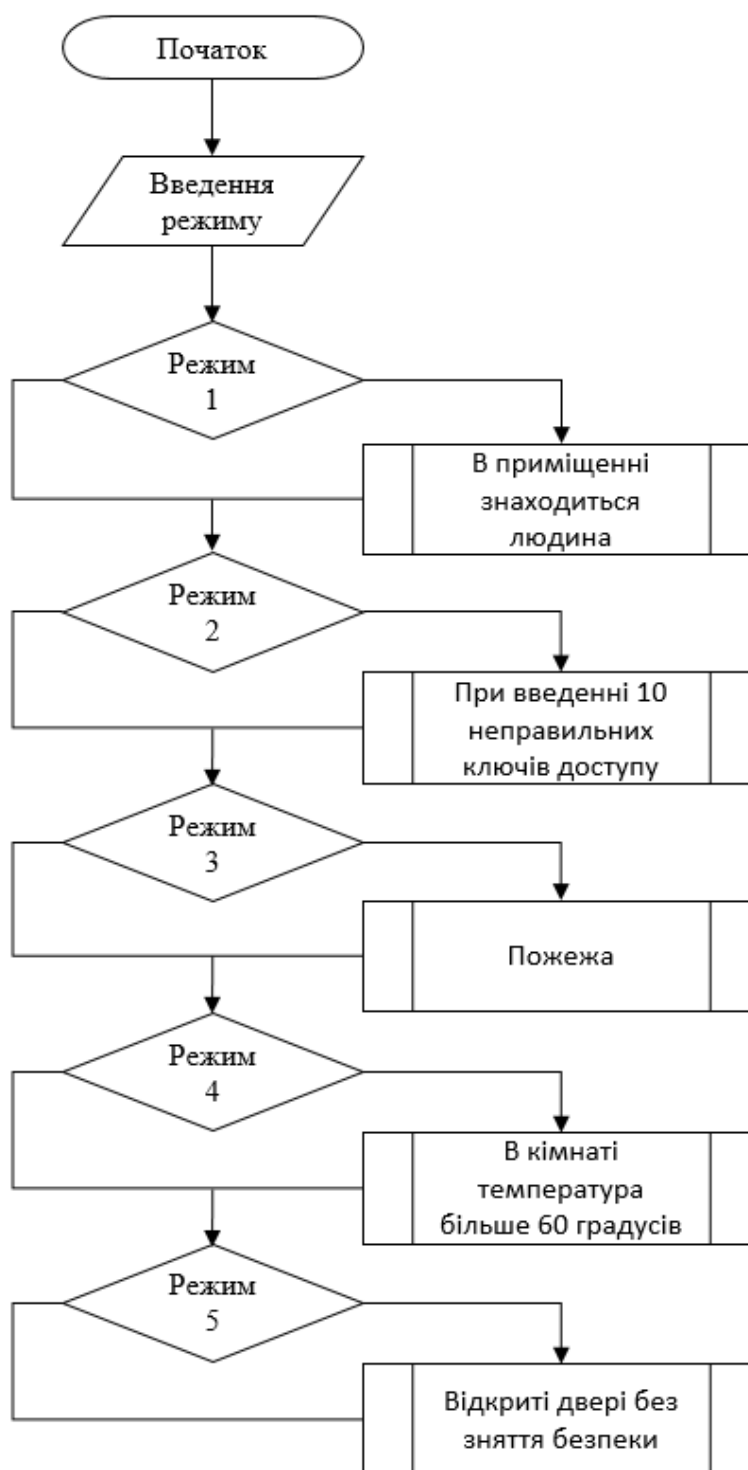 Початок
Введення
режиму
Режим
1
В приміщенні
знаходиться
людина
Режим
2
При введенні 10
неправильних
ключів доступу
Режим
3
Пожежа
Режим
4
В кімнаті
температура
більше 60 градусів
Режим
5
Відкриті двері без
зняття безпеки